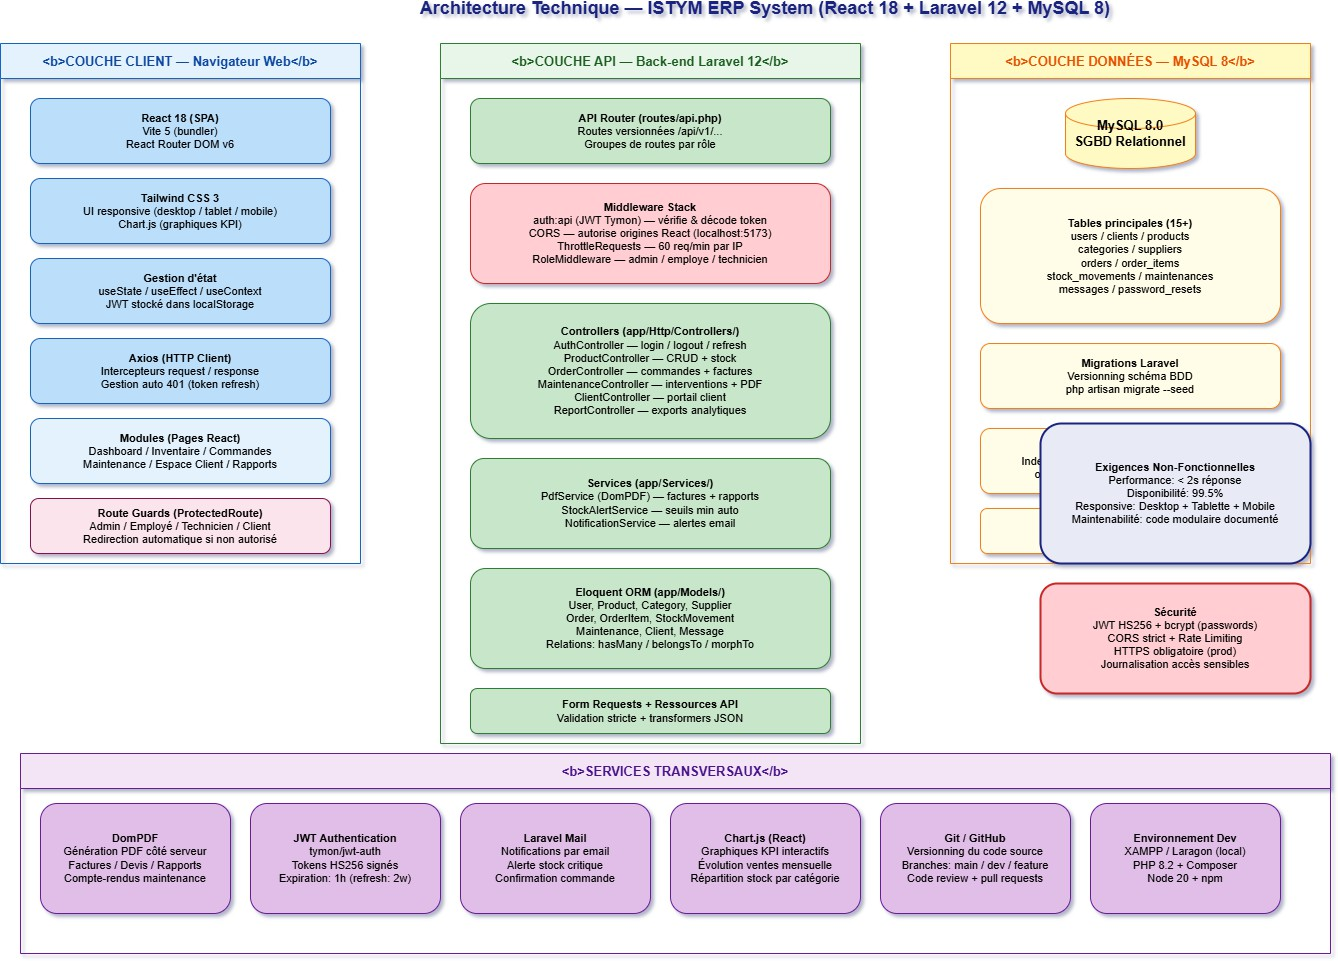 Architecture Technique — ISTYM ERP System (React 18 + Laravel 12 + MySQL 8)
<b>COUCHE CLIENT — Navigateur Web</b>
React 18 (SPA)
Vite 5 (bundler)
React Router DOM v6
Tailwind CSS 3
UI responsive (desktop / tablet / mobile)
Chart.js (graphiques KPI)
Gestion d'état
useState / useEffect / useContext
JWT stocké dans localStorage
Axios (HTTP Client)
Intercepteurs request / response
Gestion auto 401 (token refresh)
Modules (Pages React)
Dashboard / Inventaire / Commandes
Maintenance / Espace Client / Rapports
Route Guards (ProtectedRoute)
Admin / Employé / Technicien / Client
Redirection automatique si non autorisé
<b>COUCHE API — Back-end Laravel 12</b>
API Router (routes/api.php)
Routes versionnées /api/v1/...
Groupes de routes par rôle
Middleware Stack
auth:api (JWT Tymon) — vérifie & décode token
CORS — autorise origines React (localhost:5173)
ThrottleRequests — 60 req/min par IP
RoleMiddleware — admin / employe / technicien
Controllers (app/Http/Controllers/)
AuthController — login / logout / refresh
ProductController — CRUD + stock
OrderController — commandes + factures
MaintenanceController — interventions + PDF
ClientController — portail client
ReportController — exports analytiques
Services (app/Services/)
PdfService (DomPDF) — factures + rapports
StockAlertService — seuils min auto
NotificationService — alertes email
Eloquent ORM (app/Models/)
User, Product, Category, Supplier
Order, OrderItem, StockMovement
Maintenance, Client, Message
Relations: hasMany / belongsTo / morphTo
Form Requests + Ressources API
Validation stricte + transformers JSON
<b>COUCHE DONNÉES — MySQL 8</b>
MySQL 8.0
SGBD Relationnel
Tables principales (15+)
users / clients / products
categories / suppliers
orders / order_items
stock_movements / maintenances
messages / password_resets
Migrations Laravel
Versionning schéma BDD
php artisan migrate --seed
Exigences Non-Fonctionnelles
Performance: < 2s réponse
Disponibilité: 99.5%
Responsive: Desktop + Tablette + Mobile
Maintenabilité: code modulaire documenté
Sécurité
JWT HS256 + bcrypt (passwords)
CORS strict + Rate Limiting
HTTPS obligatoire (prod)
Journalisation accès sensibles
<b>SERVICES TRANSVERSAUX</b>
DomPDF
Génération PDF côté serveur
Factures / Devis / Rapports
Compte-rendus maintenance
JWT Authentication
tymon/jwt-auth
Tokens HS256 signés
Expiration: 1h (refresh: 2w)
Laravel Mail
Notifications par email
Alerte stock critique
Confirmation commande
Chart.js (React)
Graphiques KPI interactifs
Évolution ventes mensuelle
Répartition stock par catégorie
Git / GitHub
Versionning du code source
Branches: main / dev / feature
Code review + pull requests
Environnement Dev
XAMPP / Laragon (local)
PHP 8.2 + Composer
Node 20 + npm